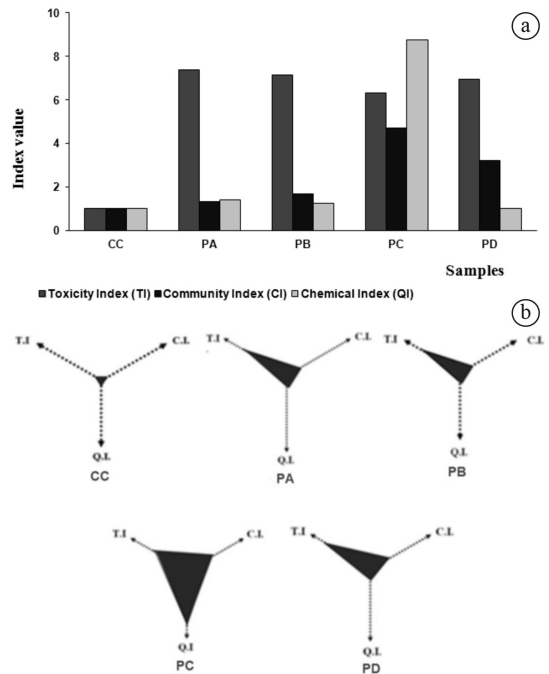 a
Index value
10
8
6
4
2
0
CC PA PB PC PD
Samples
Toxicity Index (TI) Community Index (CI) Chemical Index (QI)
b
T.I C.I. Q.I. CC
T.I C.I. Q.I. PA
T.I C.I. Q.I. PB
T.I C.I. Q.I PC
T.I C.I. Q.I. PD